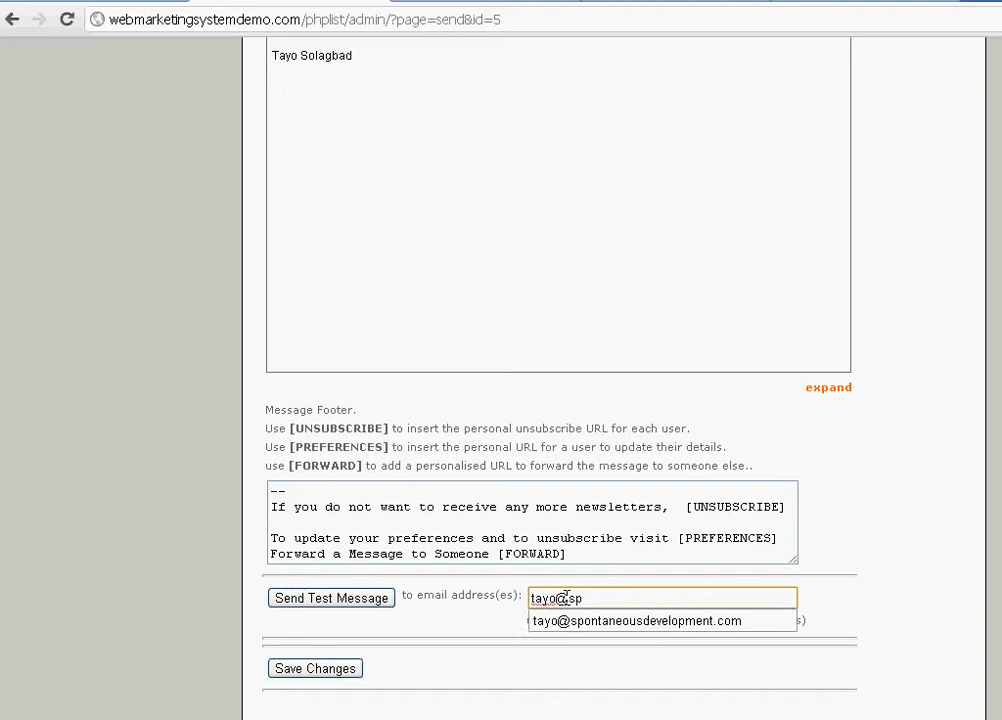 webmarketingsystemdemo.com/phplist/admin/?page=send&id=5
Tayo Solagbad
expand
Message Footer.
Use [UNSUBSCRIBE] to insert the personal unsubscribe URL for each user.
Use [PREFERENCES] to insert the personal URL for a user to update their details.
use [FORWARD] to add a personalised URL to forward the message to someone else..
--
If you do not want to receive any more newsletters, [UNSUBSCRIBE]
To update your preferences and to unsubscribe visit [PREFERENCES]
Forward a Message to Someone [FORWARD]
Send Test Message to email address(es): tayo@sp
tayo@spontaneousdevelopment.com
Save Changes